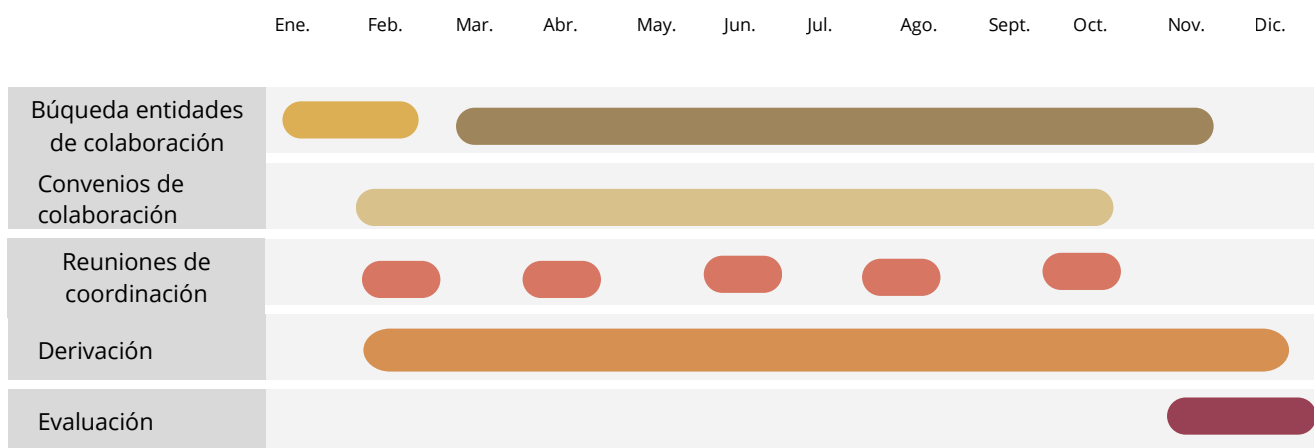 Ene. Feb. Mar. Abr. May. Jun. Jul. Ago. Sept. Oct. Nov. Dic.
Búqueda entidades
de colaboración
Convenios de
colaboración
Reuniones de
coordinación
Derivación
Evaluación